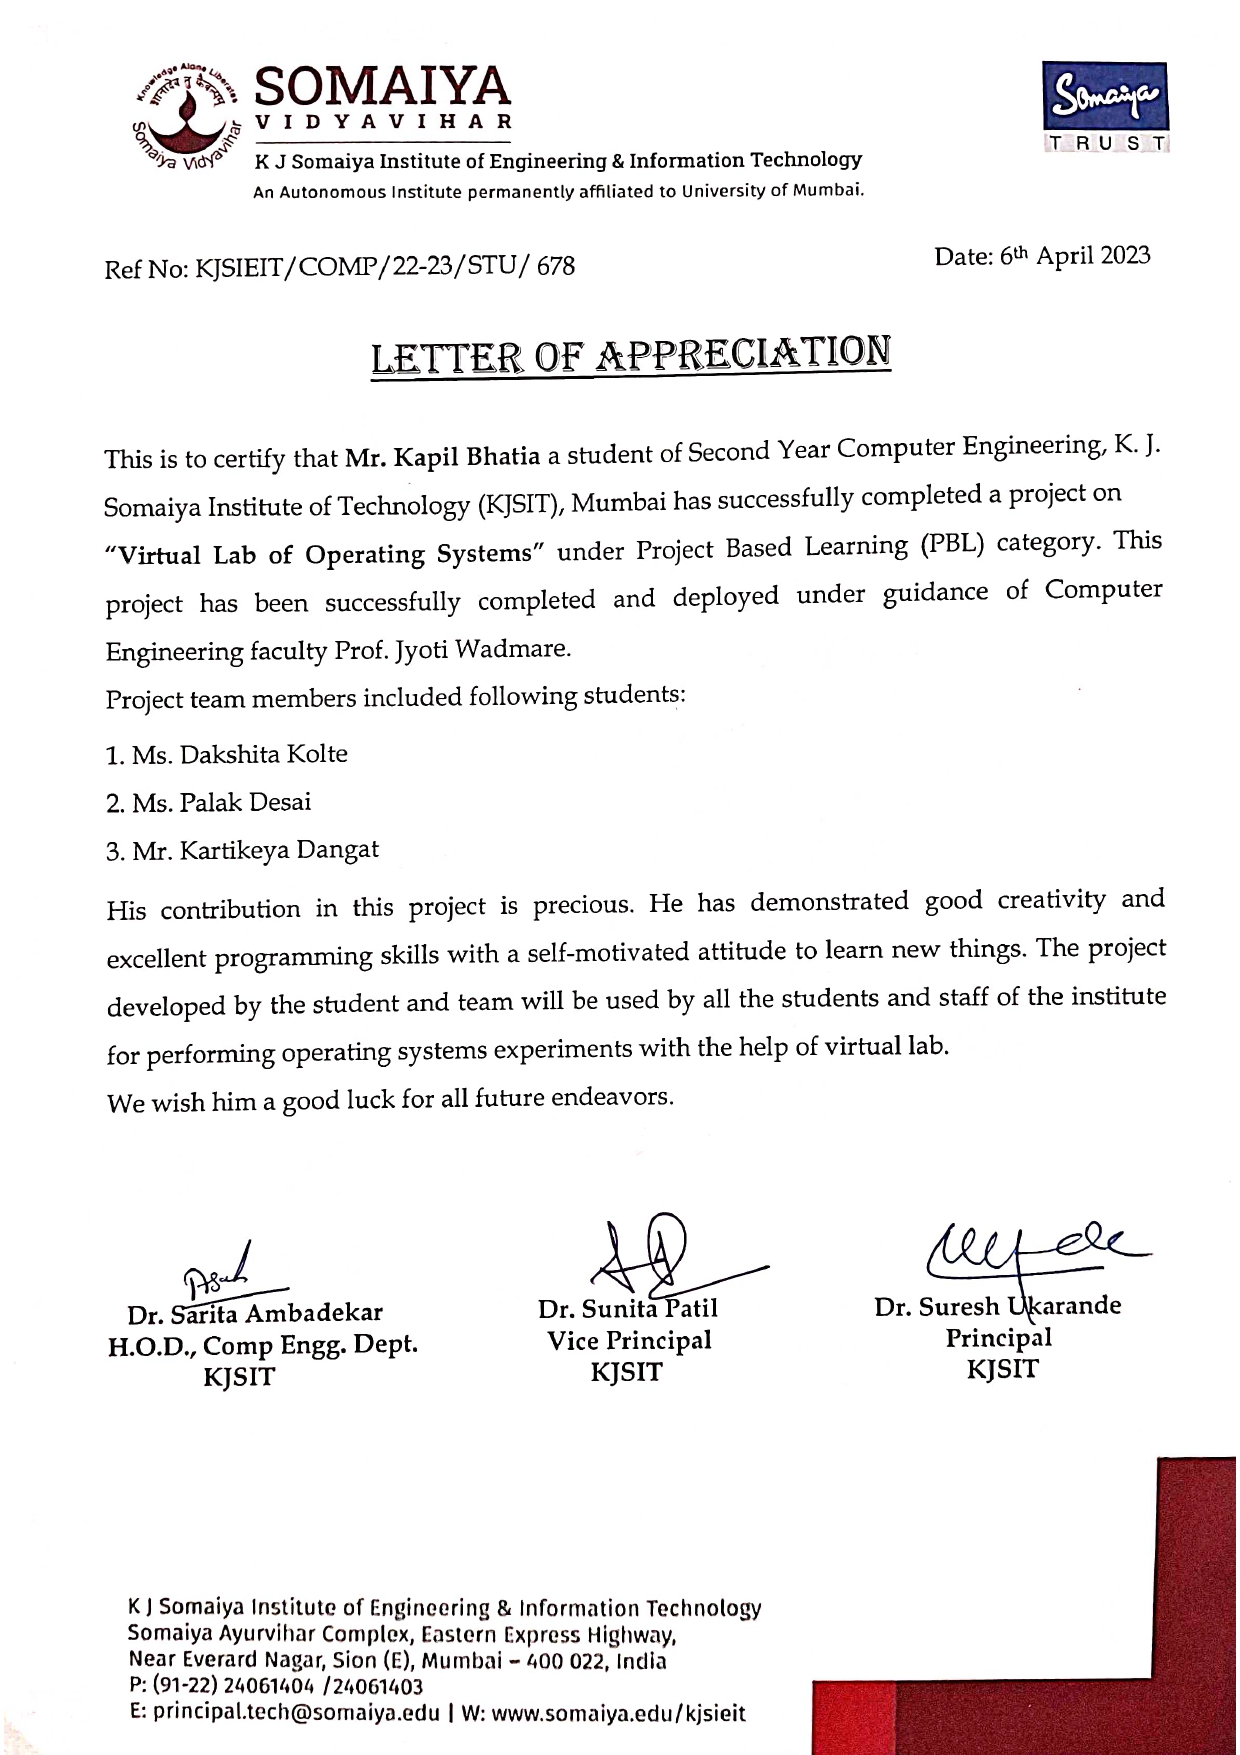 Knowledge Alone Liberates
ज्ञानादेव तु कैवल्यम्
Somaiya Vidyavihar
SOMAIYA
VIDYAVIHAR
K J Somaiya Institute of Engineering & Information Technology
An Autonomous Institute permanently affiliated to University of Mumbai.
Somaiya
TRUST
Ref No: KJSIEIT/COMP/22-23/STU/ 678
Date: 6th April 2023
LETTER OF APPRECIATION
This is to certify that Mr. Kapil Bhatia a student of Second Year Computer Engineering, K. J.
Somaiya Institute of Technology (KJSIT), Mumbai has successfully completed a project on
“Virtual Lab of Operating Systems” under Project Based Learning (PBL) category. This
project has been successfully completed and deployed under guidance of Computer
Engineering faculty Prof. Jyoti Wadmare.
Project team members included following students:
1. Ms. Dakshita Kolte
2. Ms. Palak Desai
3. Mr. Kartikeya Dangat
His contribution in this project is precious. He has demonstrated good creativity and
excellent programming skills with a self-motivated attitude to learn new things. The project
developed by the student and team will be used by all the students and staff of the institute
for performing operating systems experiments with the help of virtual lab.
We wish him a good luck for all future endeavors.
Dr. Sarita Ambadekar
H.O.D., Comp Engg. Dept.
KJSIT
Dr. Sunita Patil
Vice Principal
KJSIT
Dr. Suresh Ukarande
Principal
KJSIT
K J Somaiya Institute of Engineering & Information Technology
Somaiya Ayurvihar Complex, Eastern Express Highway,
Near Everard Nagar, Sion (E), Mumbai – 400 022, India
P: (91-22) 24061404 /24061403
E: principal.tech@somaiya.edu | W: www.somaiya.edu/kjsieit